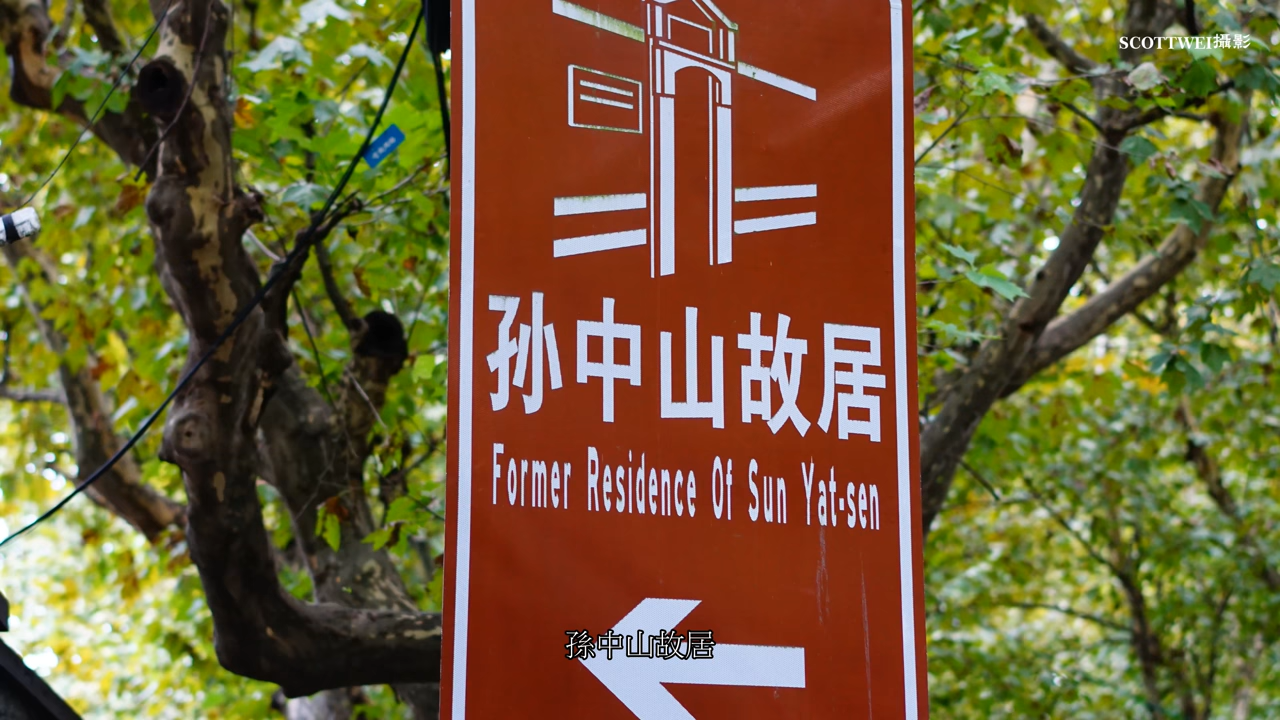 SCOTTWEI攝影
孙中山故居
Former Residence Of Sun Yat-sen
孫中山故居